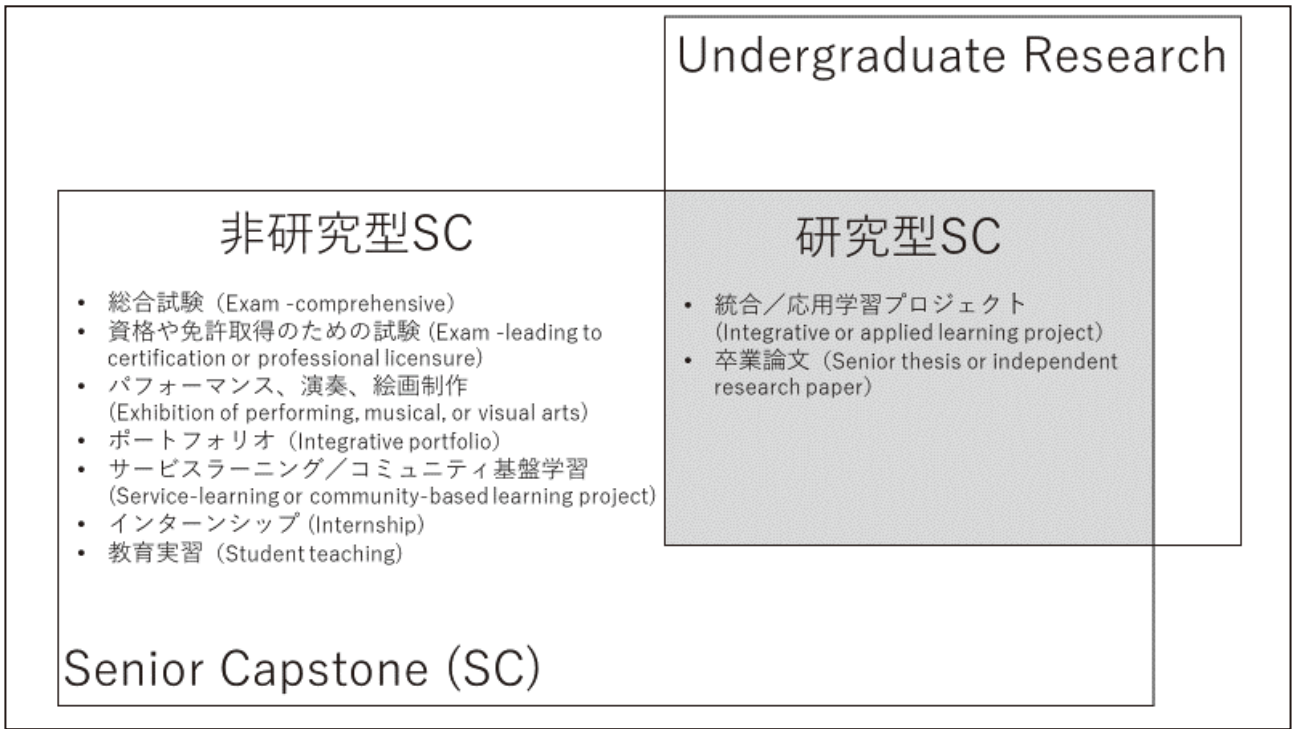 Undergraduate Research
非研究型SC
• 総合試験（Exam -comprehensive）
• 資格や免許取得のための試験 (Exam -leading to
certification or professional licensure)
• パフォーマンス、演奏、絵画制作
(Exhibition of performing, musical, or visual arts)
• ポートフォリオ（Integrative portfolio）
• サービスラーニング／コミュニティ基盤学習
(Service-learning or community-based learning project)
• インターンシップ (Internship)
• 教育実習（Student teaching）
研究型SC
• 統合／応用学習プロジェクト
(Integrative or applied learning project)
• 卒業論文（Senior thesis or independent
research paper）
Senior Capstone (SC)